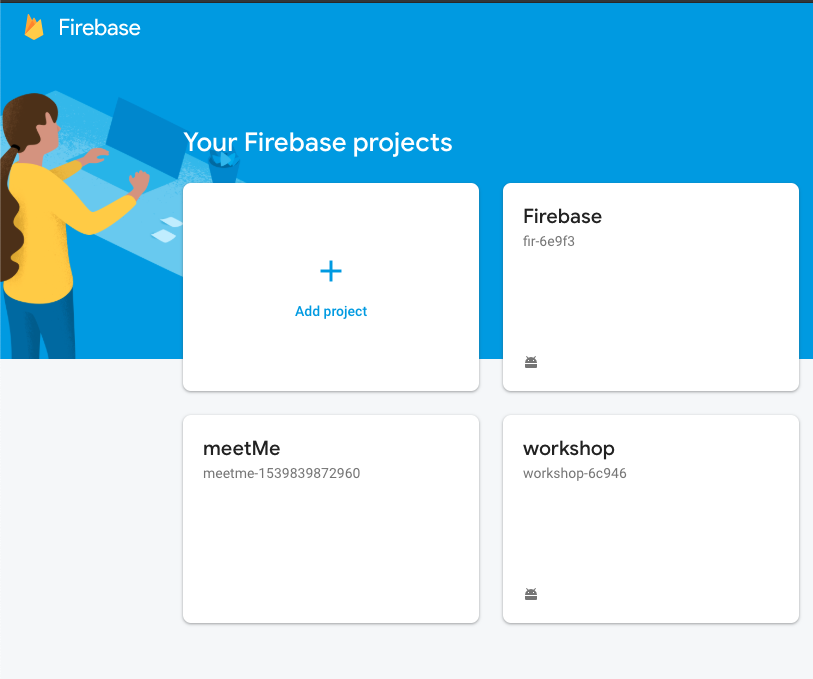 Firebase
Your Firebase projects
Add project
Firebase
fir-6e9f3
meetMe
meetme-1539839872960
workshop
workshop-6c946